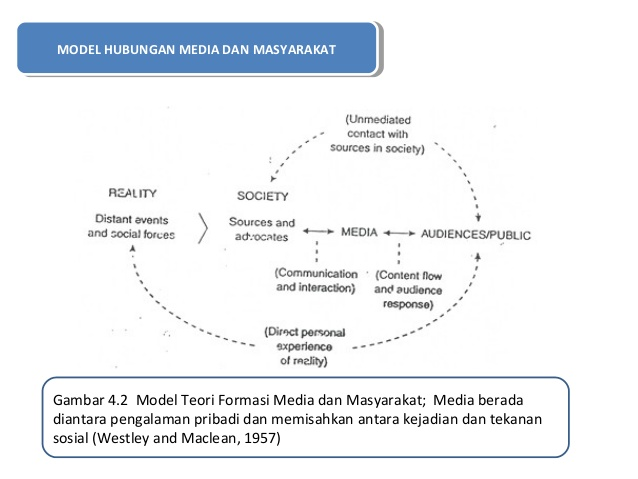 MODEL HUBUNGAN MEDIA DAN MASYARAKAT
(Unmediated
contact with
sources in society)
REALITY
Distant events
and social forces
SOCIETY
Sources and
advocates
MEDIA
AUDIENCES/PUBLIC
(Communication
and interaction)
(Content flow
and audience
response)
(Direct personal
experience
of reality)
Gambar 4.2 Model Teori Formasi Media dan Masyarakat; Media berada
diantara pengalaman pribadi dan memisahkan antara kejadian dan tekanan
sosial (Westley and Maclean, 1957)